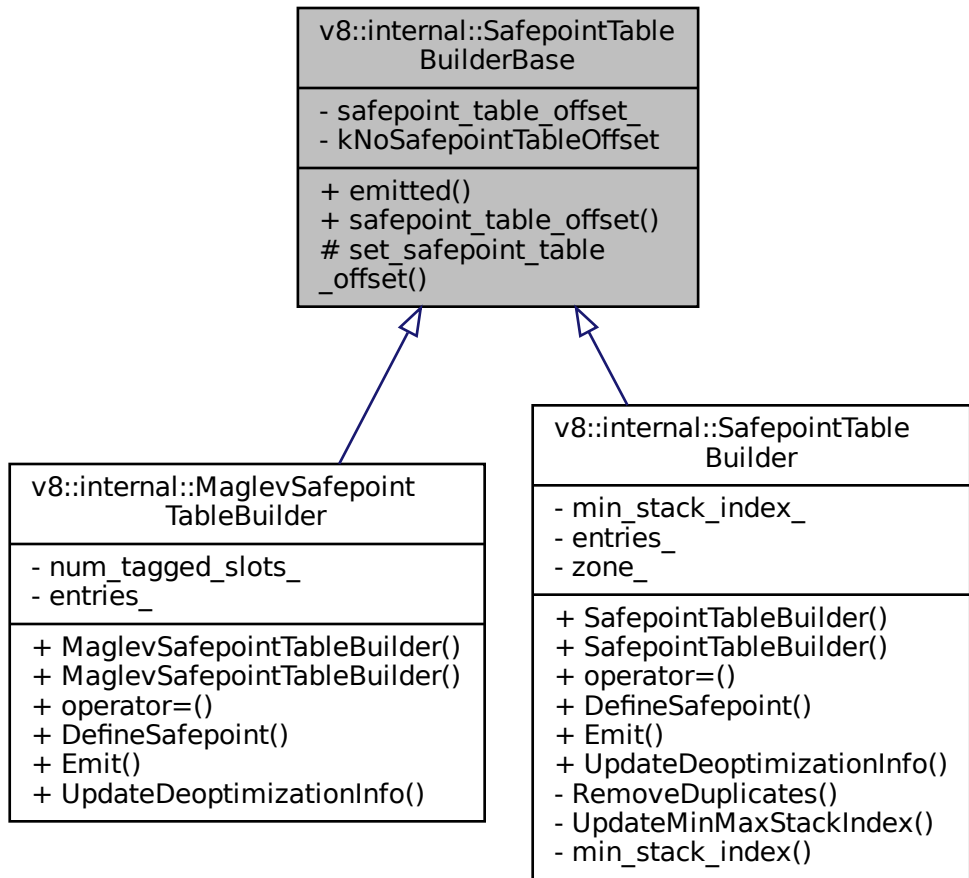 v8::internal::SafepointTable
BuilderBase
- safepoint_table_offset_
- kNoSafepointTableOffset
+ emitted()
+ safepoint_table_offset()
# set_safepoint_table
_offset()
v8::internal::MaglevSafepoint
TableBuilder
- num_tagged_slots_
- entries_
+ MaglevSafepointTableBuilder()
+ MaglevSafepointTableBuilder()
+ operator=()
+ DefineSafepoint()
+ Emit()
+ UpdateDeoptimizationInfo()
v8::internal::SafepointTable
Builder
- min_stack_index_
- entries_
- zone_
+ SafepointTableBuilder()
+ SafepointTableBuilder()
+ operator=()
+ DefineSafepoint()
+ Emit()
+ UpdateDeoptimizationInfo()
- RemoveDuplicates()
- UpdateMinMaxStackIndex()
- min_stack_index()